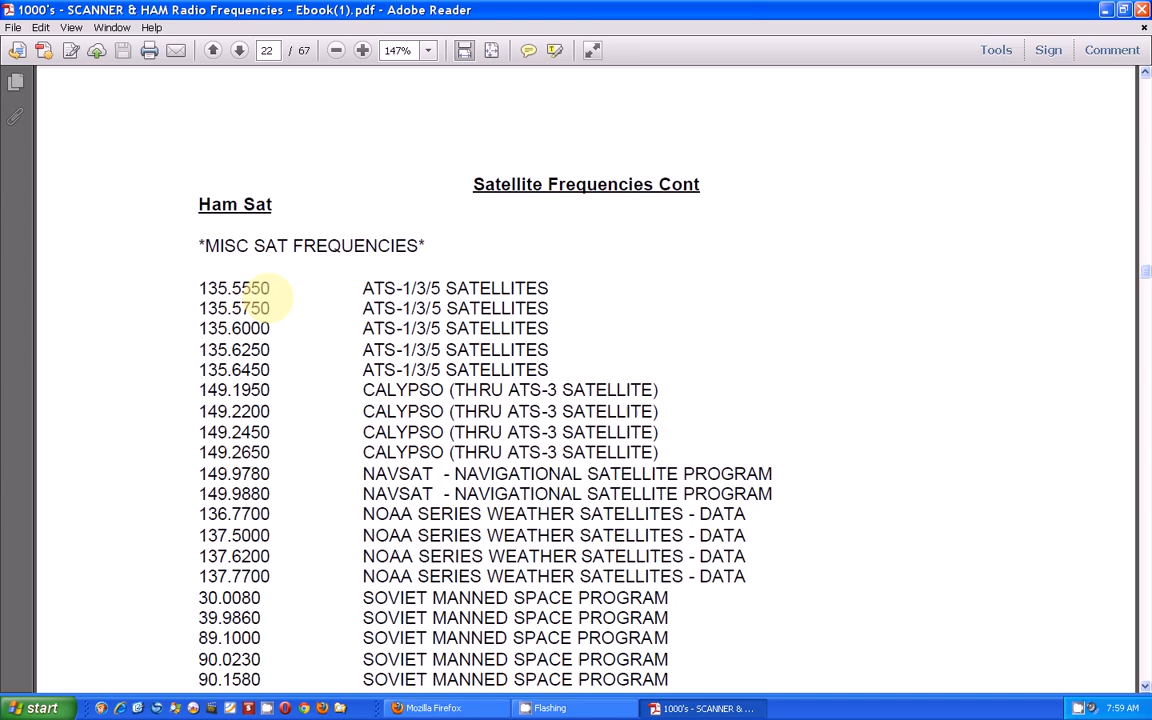 1000's - SCANNER & HAM Radio Frequencies - Ebook(1).pdf - Adobe Reader
File Edit View Window Help
22 / 67 147% Tools Sign Comment
Satellite Frequencies Cont
Ham Sat
*MISC SAT FREQUENCIES*
135.5550 ATS-1/3/5 SATELLITES
135.5750 ATS-1/3/5 SATELLITES
135.6000 ATS-1/3/5 SATELLITES
135.6250 ATS-1/3/5 SATELLITES
135.6450 ATS-1/3/5 SATELLITES
149.1950 CALYPSO (THRU ATS-3 SATELLITE)
149.2200 CALYPSO (THRU ATS-3 SATELLITE)
149.2450 CALYPSO (THRU ATS-3 SATELLITE)
149.2650 CALYPSO (THRU ATS-3 SATELLITE)
149.9780 NAVSAT - NAVIGATIONAL SATELLITE PROGRAM
149.9880 NAVSAT - NAVIGATIONAL SATELLITE PROGRAM
136.7700 NOAA SERIES WEATHER SATELLITES - DATA
137.5000 NOAA SERIES WEATHER SATELLITES - DATA
137.6200 NOAA SERIES WEATHER SATELLITES - DATA
137.7700 NOAA SERIES WEATHER SATELLITES - DATA
30.0080 SOVIET MANNED SPACE PROGRAM
39.9860 SOVIET MANNED SPACE PROGRAM
89.1000 SOVIET MANNED SPACE PROGRAM
90.0230 SOVIET MANNED SPACE PROGRAM
90.1580 SOVIET MANNED SPACE PROGRAM
start Mozilla Firefox Flashing 1000's - SCANNER & ... 7:59 AM